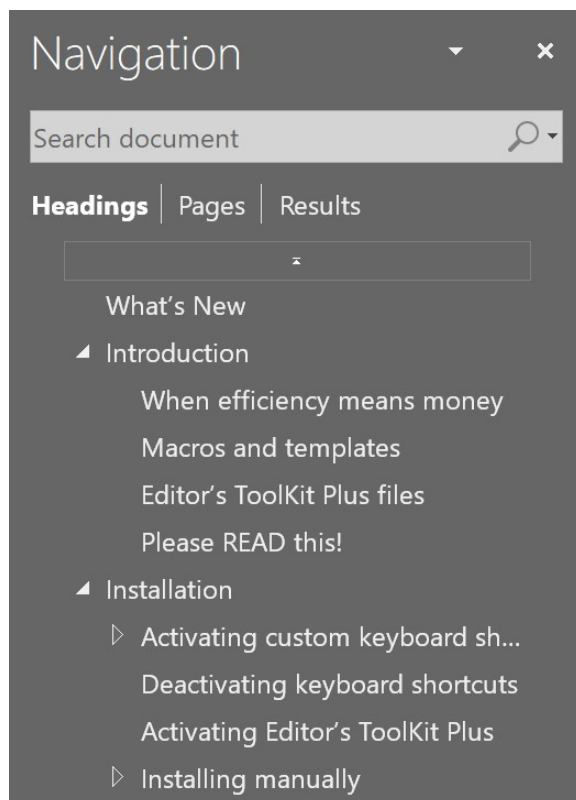 Navigation
Search document
Headings Pages Results
What's New
Introduction
When efficiency means money
Macros and templates
Editor's ToolKit Plus files
Please READ this!
Installation
Activating custom keyboard sh...
Deactivating keyboard shortcuts
Activating Editor's ToolKit Plus
Installing manually